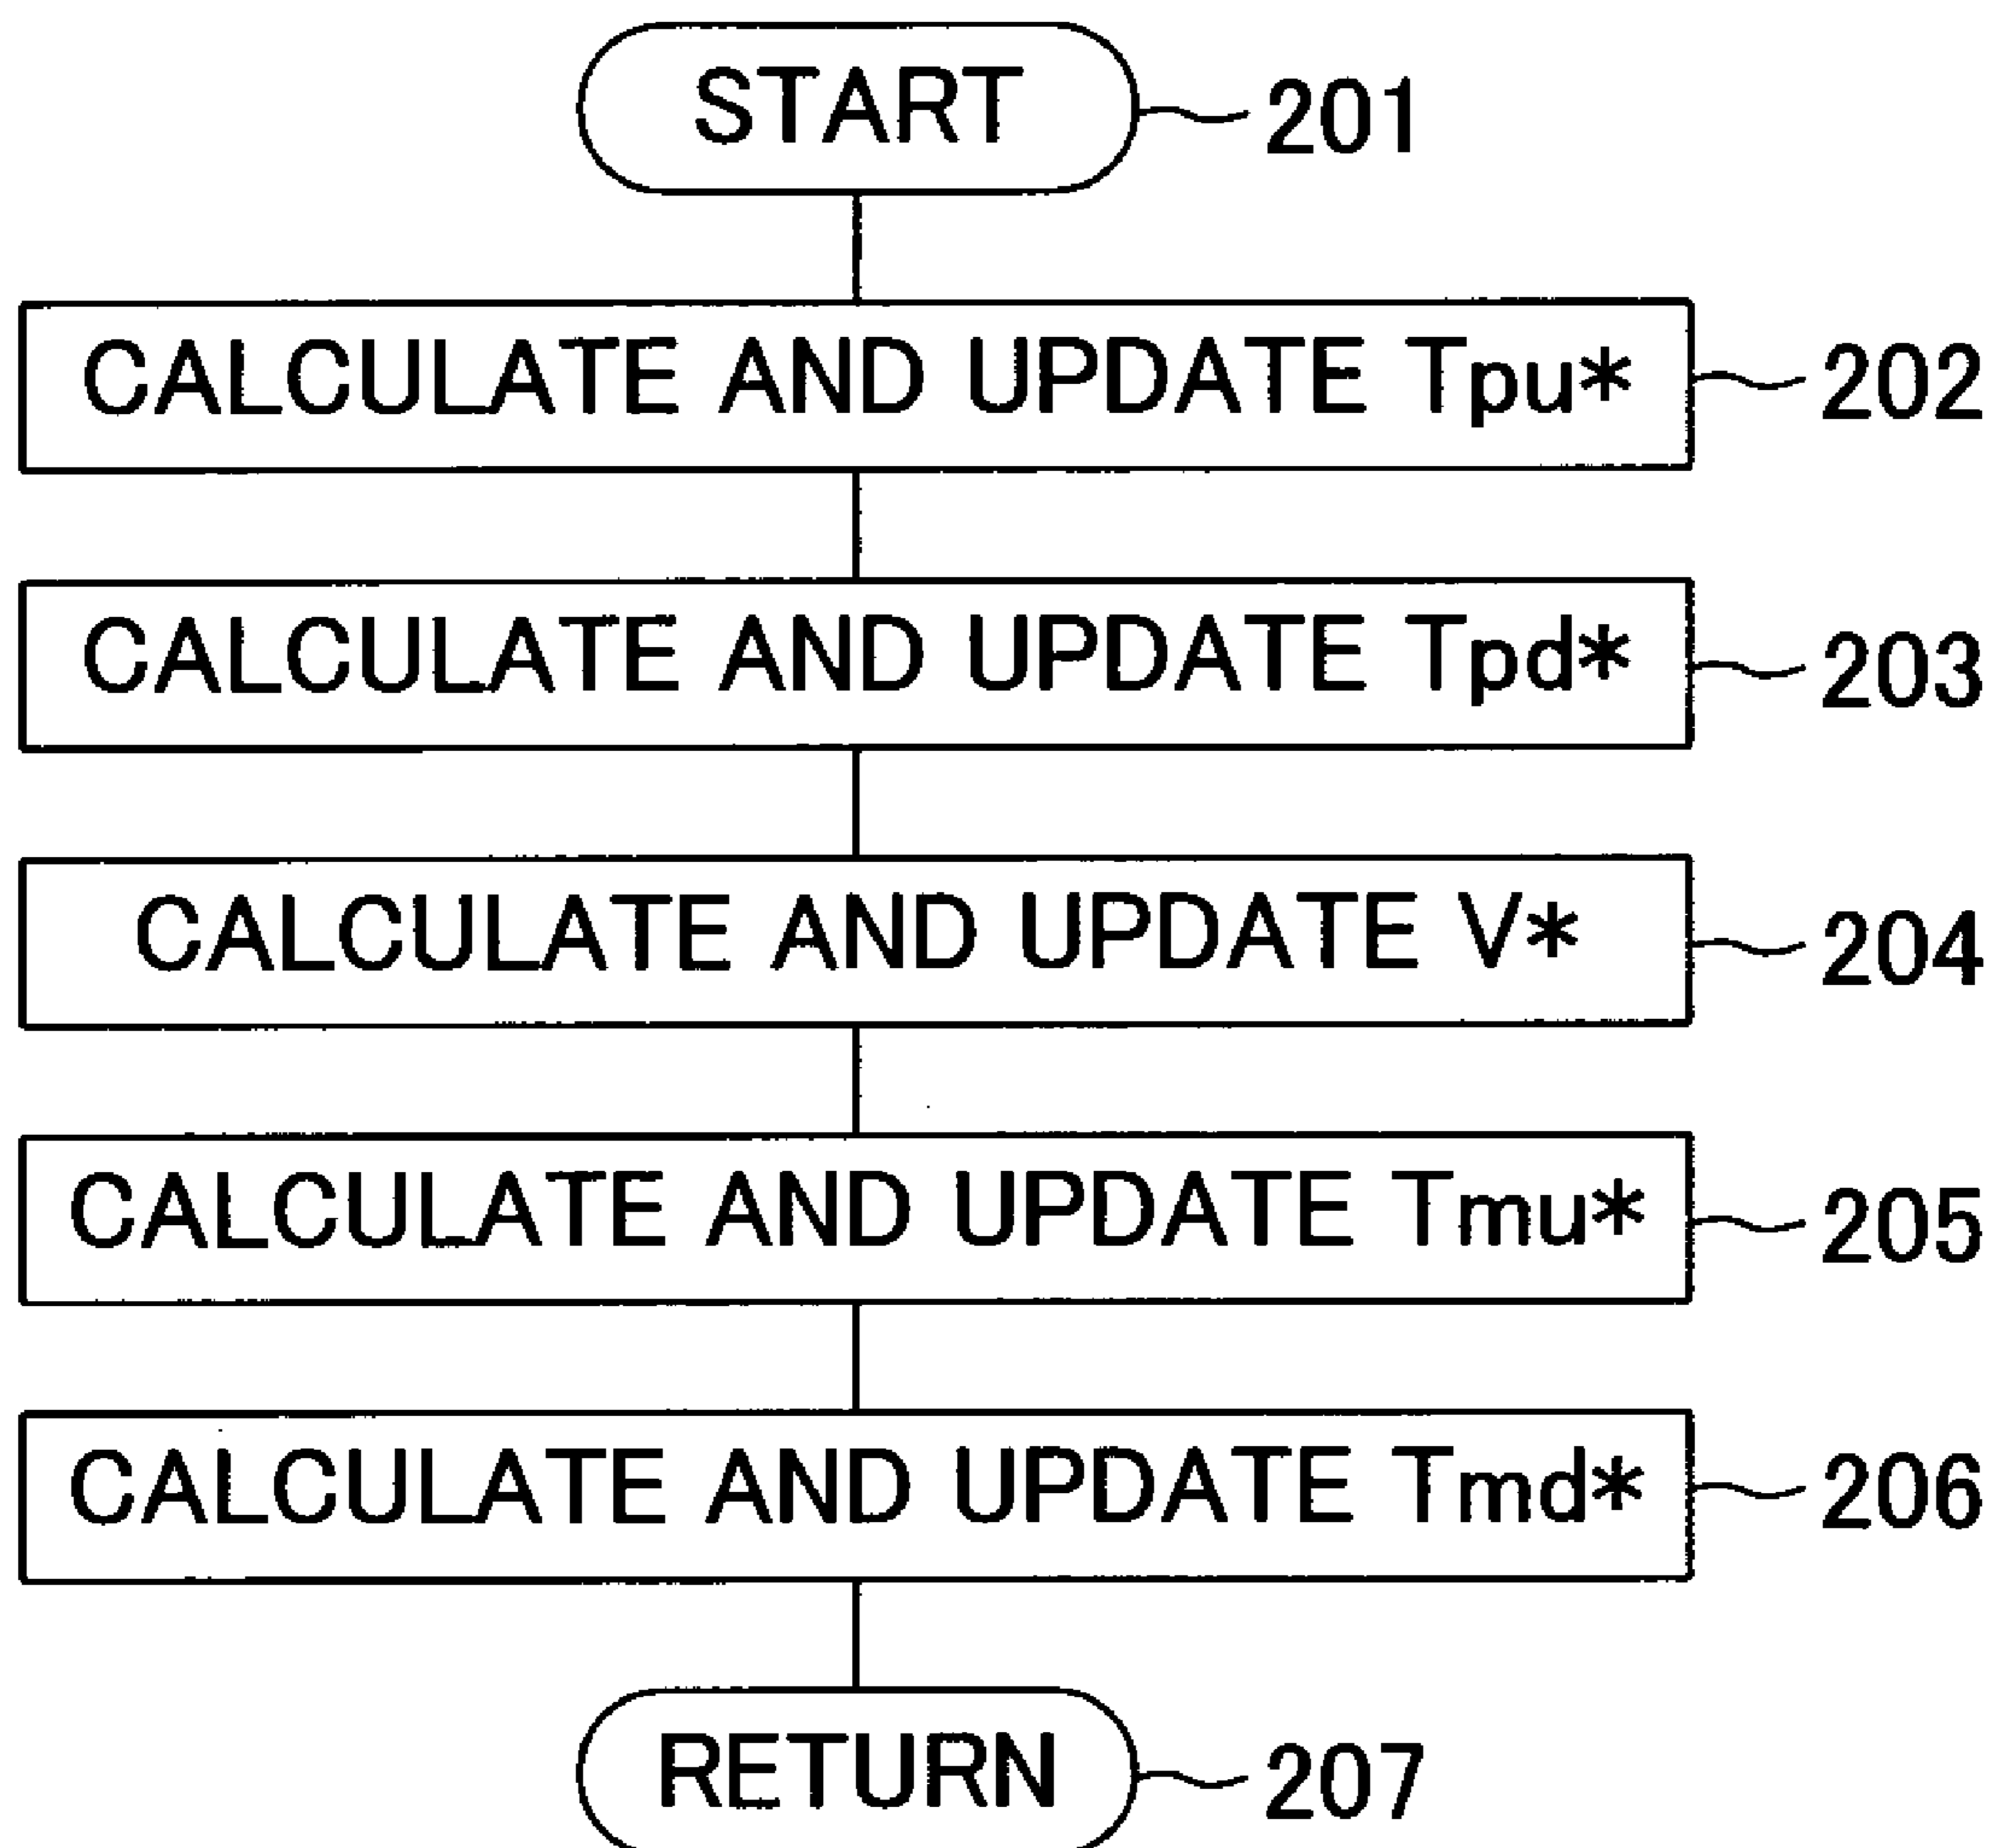 START 201
CALCULATE AND UPDATE Tpu* 202
CALCULATE AND UPDATE Tpd* 203
CALCULATE AND UPDATE V* 204
CALCULATE AND UPDATE Tmu* 205
CALCULATE AND UPDATE Tmd* 206
RETURN 207